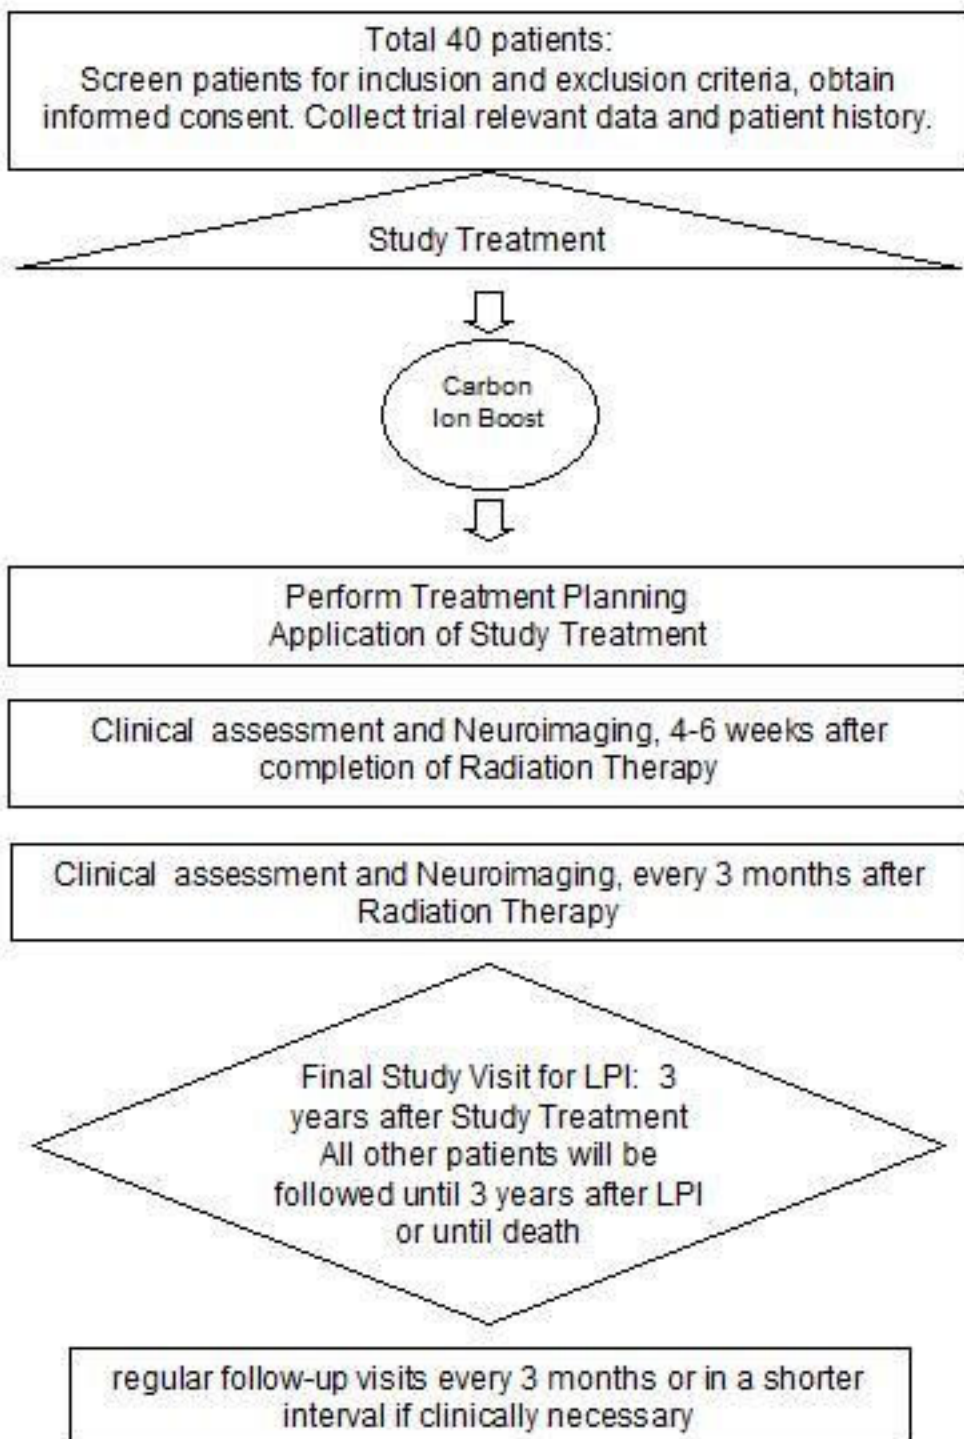 Total 40 patients:
Screen patients for inclusion and exclusion criteria, obtain
informed consent. Collect trial relevant data and patient history.
Study Treatment
Carbon
Ion Boost
Perform Treatment Planning
Application of Study Treatment
Clinical assessment and Neuroimaging, 4-6 weeks after
completion of Radiation Therapy
Clinical assessment and Neuroimaging, every 3 months after
Radiation Therapy
Final Study Visit for LPI: 3
years after Study Treatment
All other patients will be
followed until 3 years after LPI
or until death
regular follow-up visits every 3 months or in a shorter
interval if clinically necessary